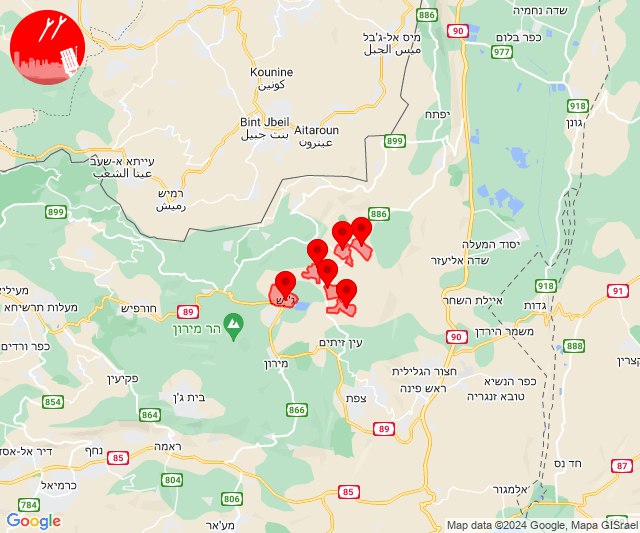 886
90
שדה נחמיה
מיס אל-ג'בל
ميس الجبل
כפר בלום
977
Kounine
كونين
918
גונן
Bint Jbeil
بنت جبيل
Aitaroun
عيترون
יפתח
899
עייתא א-שעב
عيتا الشعب
רמיש
رميش
899
886
יסוד המעלה
שדה אליעזר
918
91
מעיליא
מעלות תרשיחא
חורפיש
89
ג'יש
איילת השחר
גדות
הר מירון
90
משמר הירדן
888
כפר ורדים
עין זיתים
קצרין
מירון
חצור הגלילית
ראש פינה
פקיעין
כפר הנשיא
טובא זנגריה
854
864
בית ג'ן
866
צפת
89
דיר אל-אסד
נחף
ראמה
85
חד נס
87
804
כרמיאל
784
806
85
אלמגור
מע'אר
Google
Map data ©2024 Google, Mapa GISrael